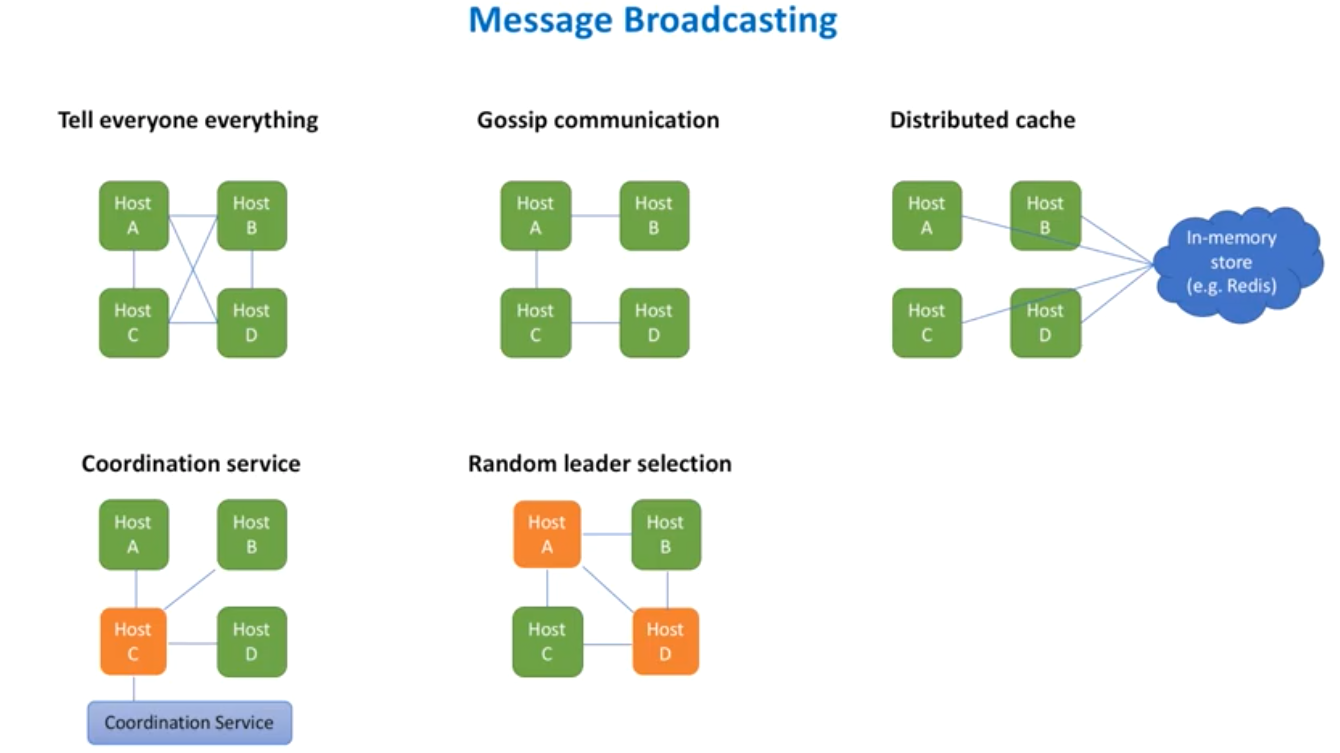 Message Broadcasting
Tell everyone everything
Host
A
Host
B
Host
C
Host
D
Gossip communication
Host
A
Host
B
Host
C
Host
D
Distributed cache
Host
A
Host
B
Host
C
Host
D
In-memory
store
(e.g. Redis)
Coordination service
Host
A
Host
B
Host
C
Host
D
Coordination Service
Random leader selection
Host
A
Host
B
Host
C
Host
D